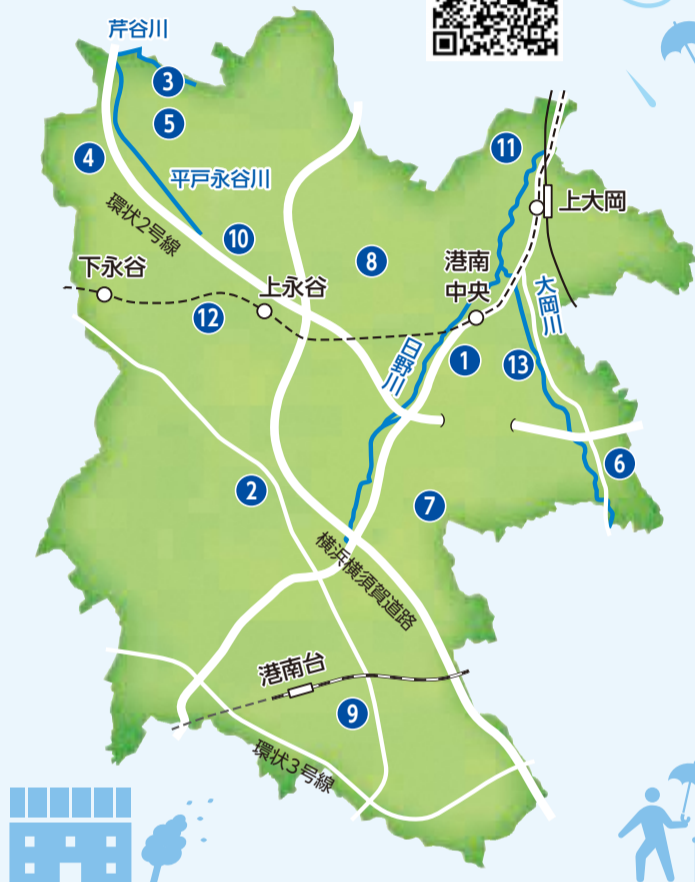 芹谷川
3
5
4
平戸永谷川
環状2号線
10
11
上大岡
8
港南
中央
下永谷
上永谷
12
大岡川
日野川
1
13
6
2
7
横浜横須賀道路
港南台
9
環状3号線